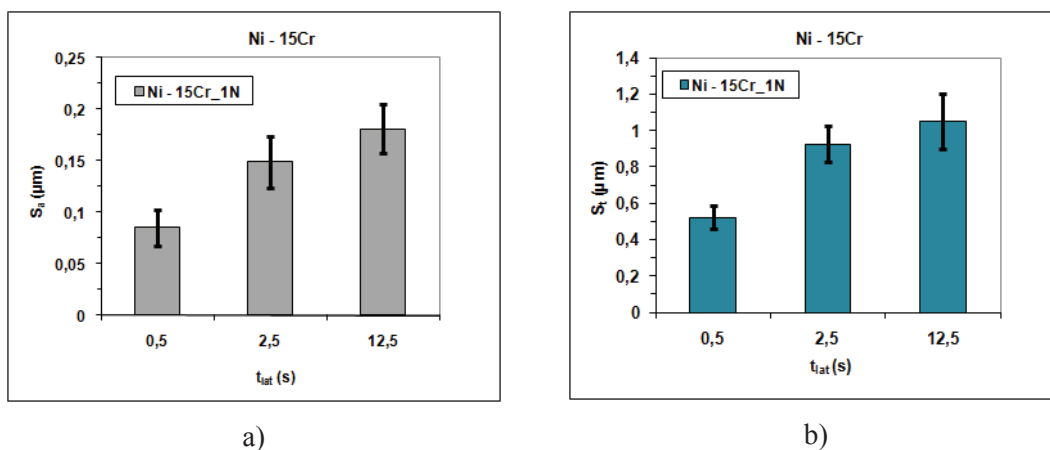 Ni - 15Cr
0,25
0,2
0,15
0,1
0,05
0
Sa (µm)
Ni - 15Cr_1N
0,5 2,5 12,5
tlat (s)
a)
Ni - 15Cr
1,4
1,2
1
0,8
0,6
0,4
0,2
0
St (µm)
Ni - 15Cr_1N
0,5 2,5 12,5
tlat (s)
b)